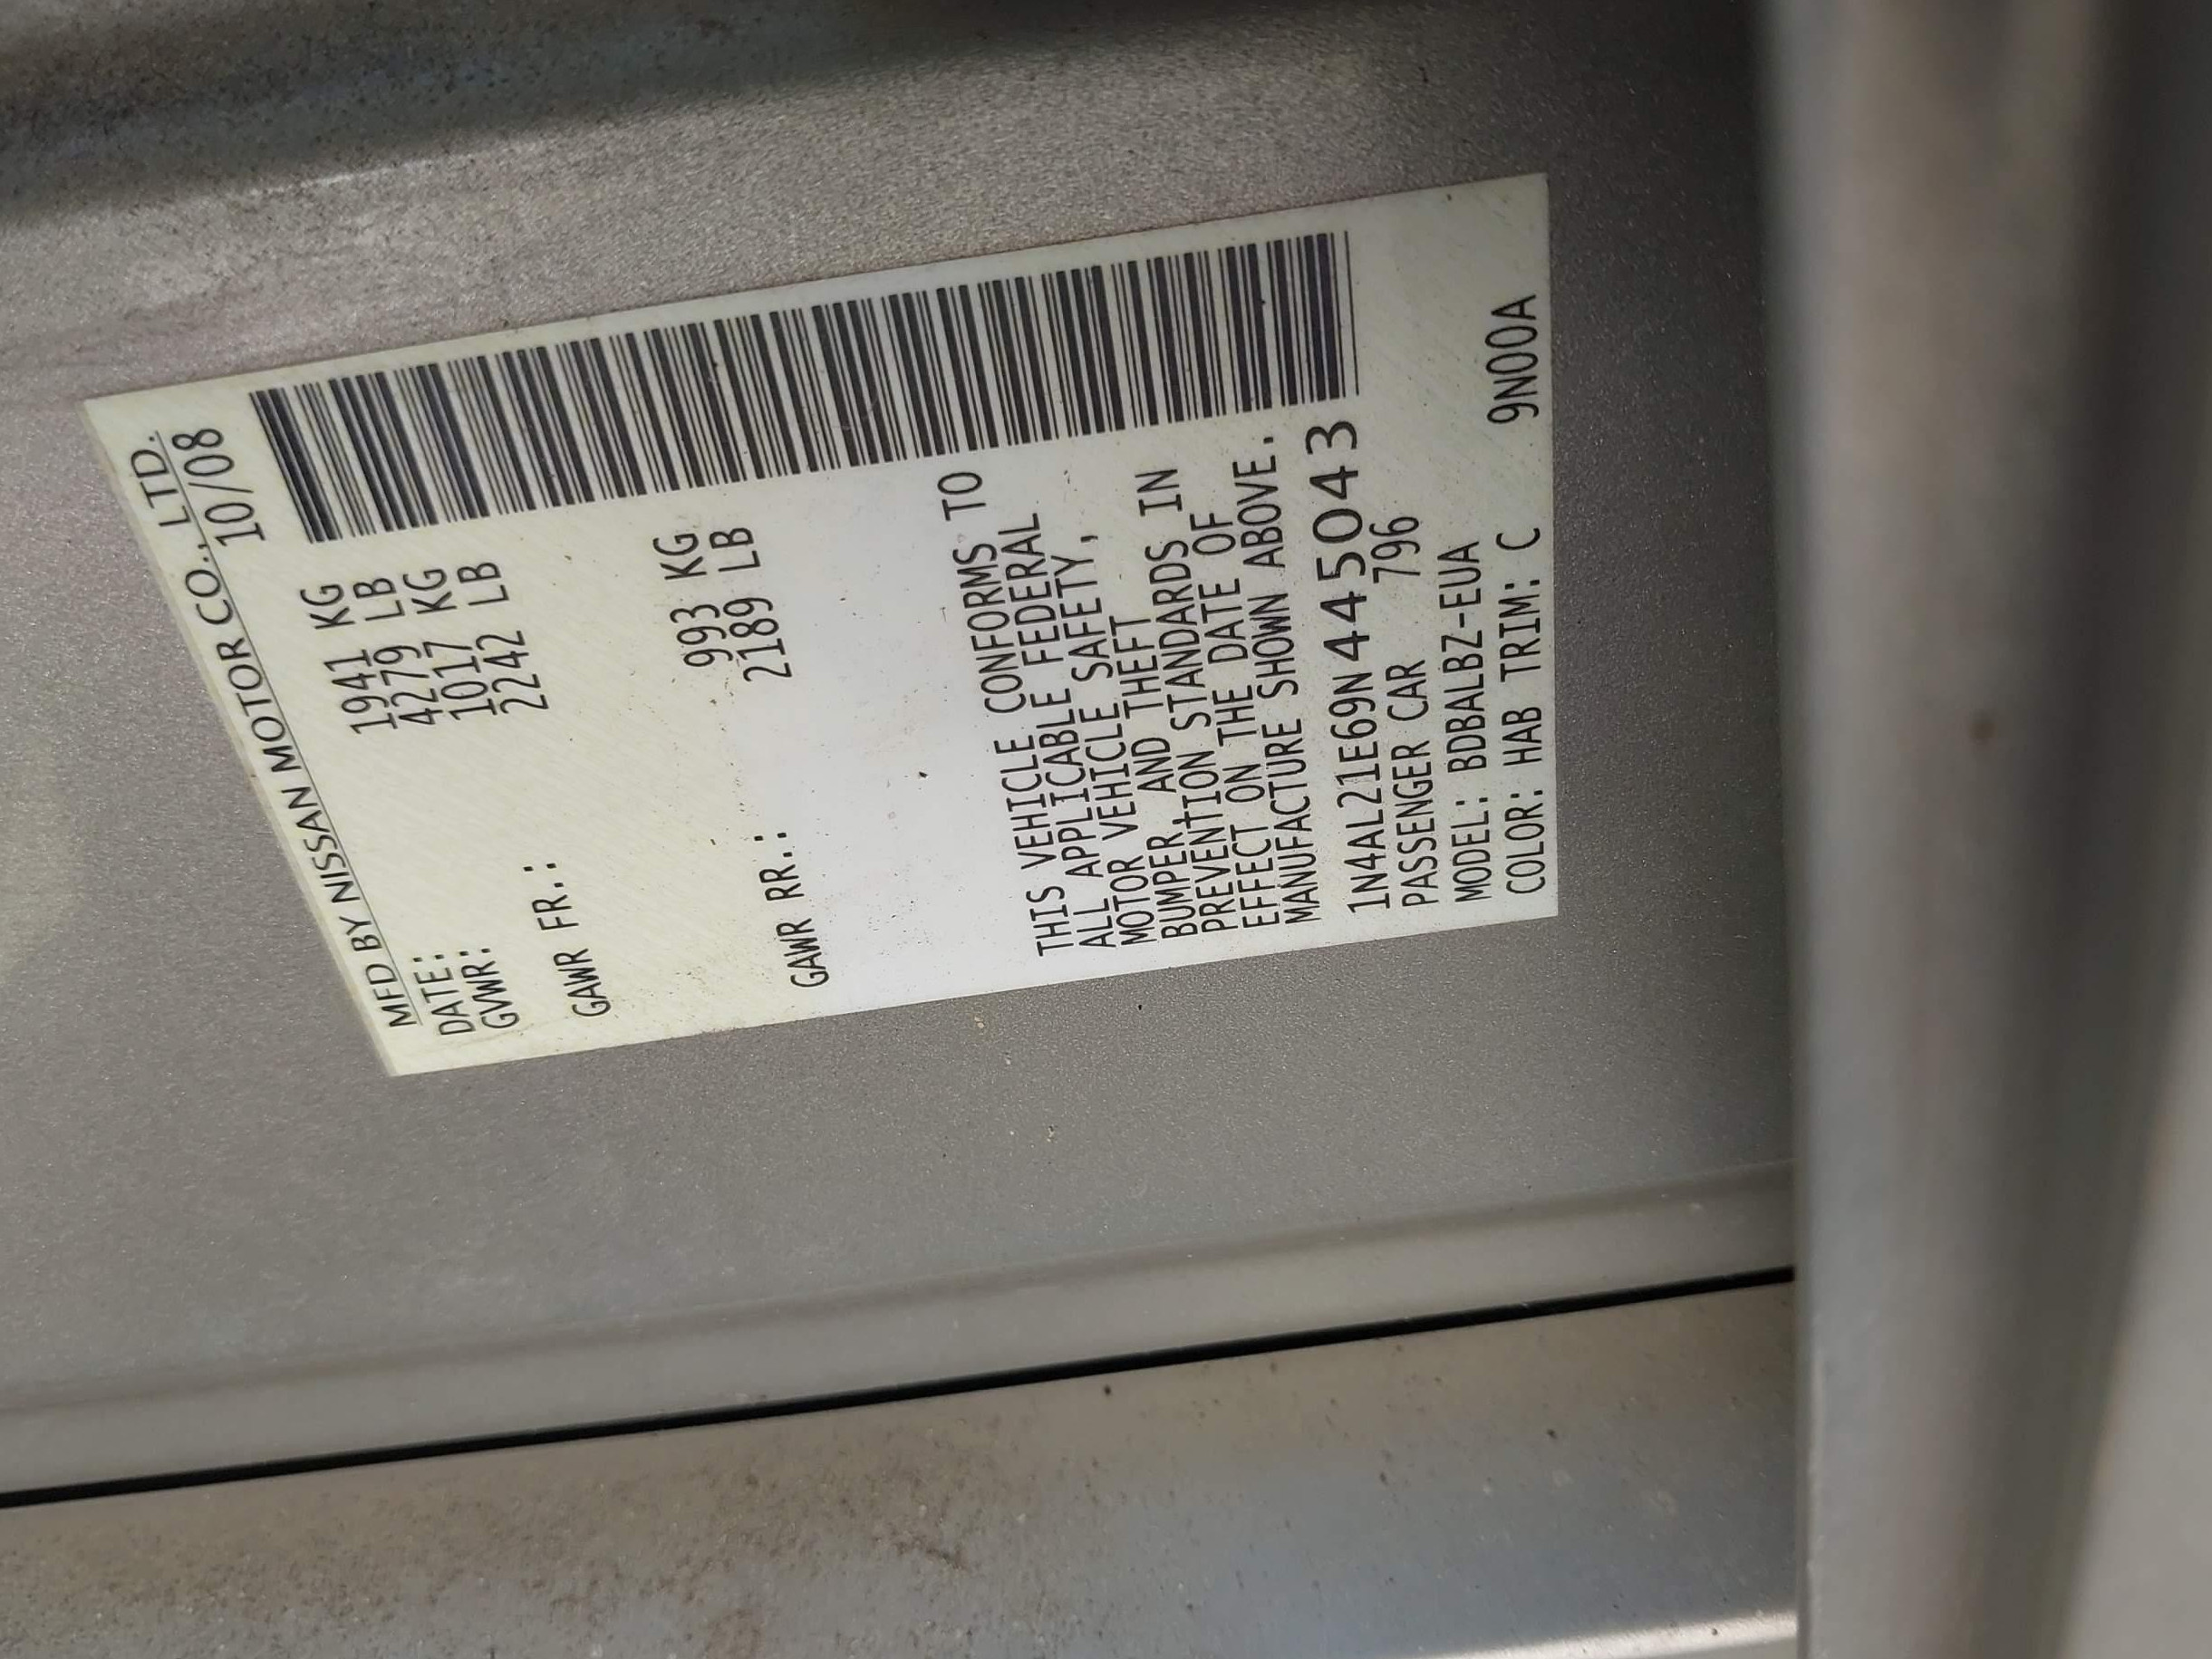 MFD BY NISSAN MOTOR CO., LTD.
DATE: 10/08
GVWR: 1941 KG
4279 LB
GAWR FR.: 1017 KG
2242 LB
GAWR RR.: 993 KG
2189 LB
THIS VEHICLE CONFORMS TO
ALL APPLICABLE FEDERAL
MOTOR VEHICLE SAFETY,
BUMPER, AND THEFT
PREVENTION STANDARDS IN
EFFECT ON THE DATE OF
MANUFACTURE SHOWN ABOVE.
1N4AL21E69N445043
PASSENGER CAR 796
MODEL: BDBALBZ-EUA
COLOR: HAB TRIM: C 9N00A